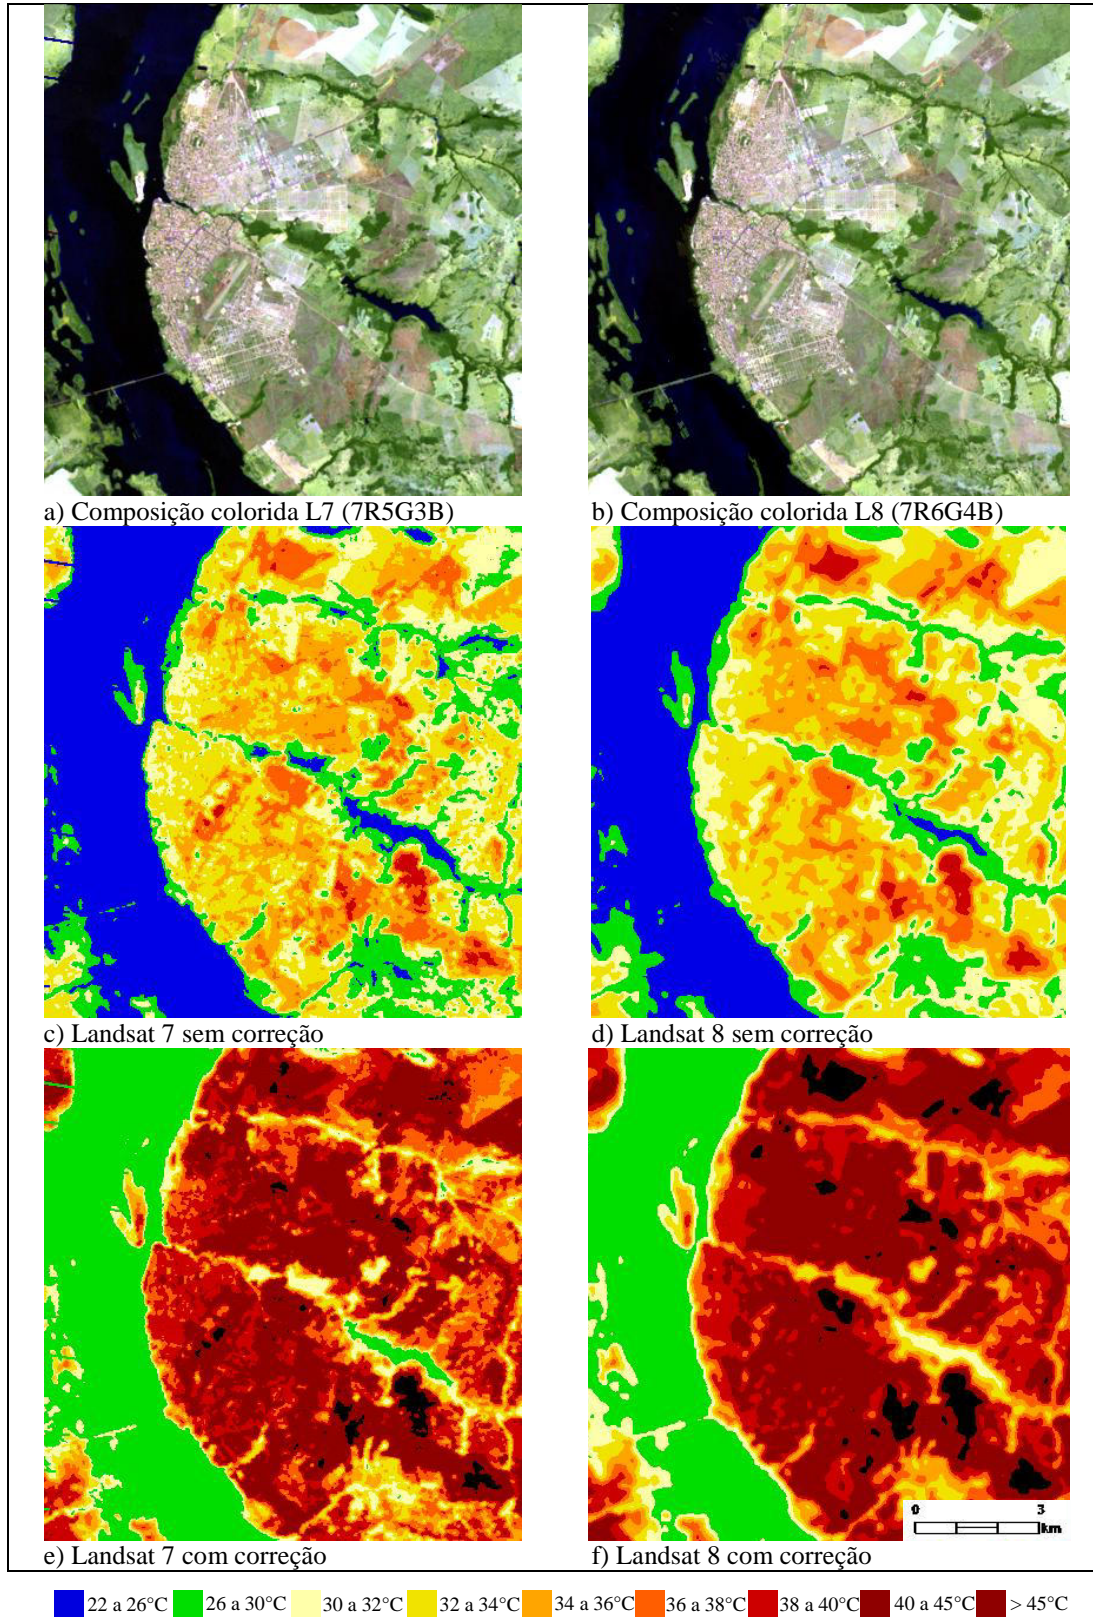 a) Composição colorida L7 (7R5G3B)
b) Composição colorida L8 (7R6G4B)
c) Landsat 7 sem correção
d) Landsat 8 sem correção
0 3
km
e) Landsat 7 com correção
f) Landsat 8 com correção
22 a 26°C 26 a 30°C 30 a 32°C 32 a 34°C 34 a 36°C 36 a 38°C 38 a 40°C 40 a 45°C > 45°C